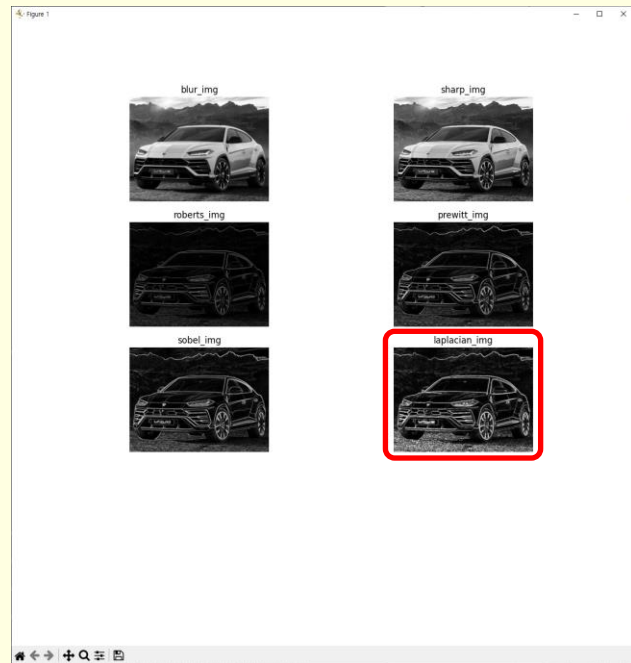 Figure 1
blur_img
sharp_img
roberts_img
prewitt_img
sobel_img
laplacian_img